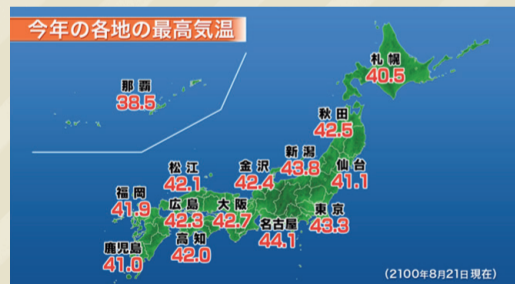 今年の各地の最高気温
札幌
40.5
那覇
38.5
秋田
42.5
新潟
43.8
仙台
41.1
金沢
42.4
松江
42.1
福岡
41.9
広島
42.3
大阪
42.7
東京
43.3
名古屋
44.1
高知
42.0
鹿児島
41.0
(2100年8月21日現在)